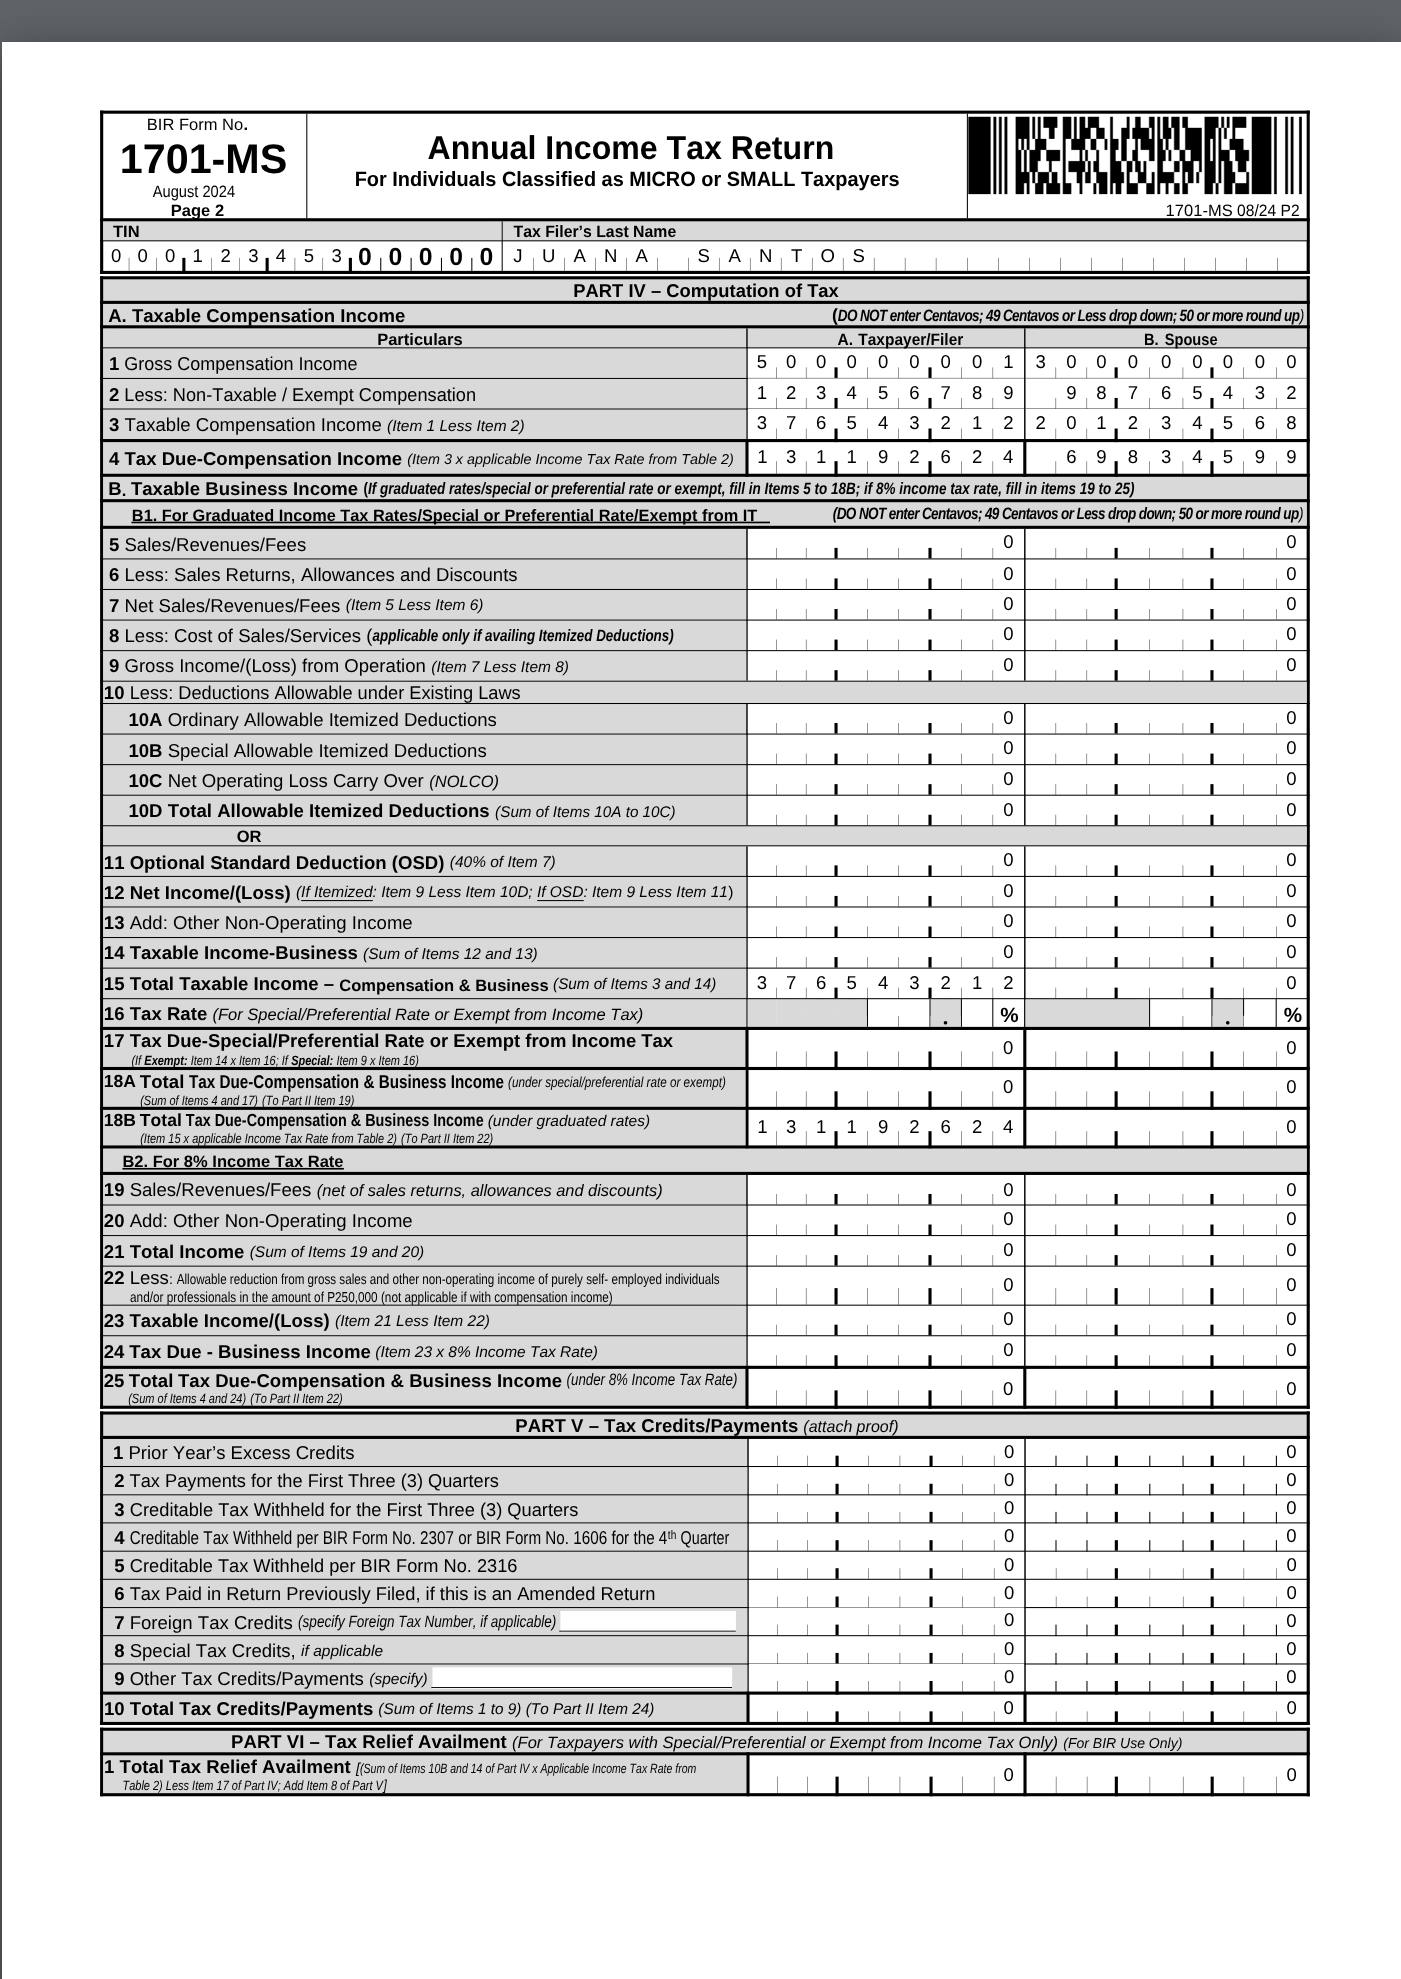 BIR Form No.
1701-MS
August 2024
Page 2
Annual Income Tax Return
For Individuals Classified as MICRO or SMALL Taxpayers
1701-MS 08/24 P2
TIN Tax Filer’s Last Name
0 0 0 1 2 3 4 5 3 0 0 0 0 0 J U A N A S A N T O S
PART IV – Computation of Tax
A. Taxable Compensation Income (DO NOT enter Centavos; 49 Centavos or Less drop down; 50 or more round up)
Particulars A. Taxpayer/Filer B. Spouse
1 Gross Compensation Income 5 0 0 0 0 0 0 0 1 3 0 0 0 0 0 0 0 0
2 Less: Non-Taxable / Exempt Compensation 1 2 3 4 5 6 7 8 9 9 8 7 6 5 4 3 2
3 Taxable Compensation Income (Item 1 Less Item 2) 3 7 6 5 4 3 2 1 2 2 0 1 2 3 4 5 6 8
4 Tax Due-Compensation Income (Item 3 x applicable Income Tax Rate from Table 2) 1 3 1 1 9 2 6 2 4 6 9 8 3 4 5 9 9
B. Taxable Business Income (If graduated rates/special or preferential rate or exempt, fill in Items 5 to 18B; if 8% income tax rate, fill in items 19 to 25)
B1. For Graduated Income Tax Rates/Special or Preferential Rate/Exempt from IT (DO NOT enter Centavos; 49 Centavos or Less drop down; 50 or more round up)
5 Sales/Revenues/Fees 0 0
6 Less: Sales Returns, Allowances and Discounts 0 0
7 Net Sales/Revenues/Fees (Item 5 Less Item 6) 0 0
8 Less: Cost of Sales/Services (applicable only if availing Itemized Deductions) 0 0
9 Gross Income/(Loss) from Operation (Item 7 Less Item 8) 0 0
10 Less: Deductions Allowable under Existing Laws
10A Ordinary Allowable Itemized Deductions 0 0
10B Special Allowable Itemized Deductions 0 0
10C Net Operating Loss Carry Over (NOLCO) 0 0
10D Total Allowable Itemized Deductions (Sum of Items 10A to 10C) 0 0
OR
11 Optional Standard Deduction (OSD) (40% of Item 7) 0 0
12 Net Income/(Loss) (If Itemized: Item 9 Less Item 10D; If OSD: Item 9 Less Item 11) 0 0
13 Add: Other Non-Operating Income 0 0
14 Taxable Income-Business (Sum of Items 12 and 13) 0 0
15 Total Taxable Income – Compensation & Business (Sum of Items 3 and 14) 3 7 6 5 4 3 2 1 2 0
16 Tax Rate (For Special/Preferential Rate or Exempt from Income Tax) . % . %
17 Tax Due-Special/Preferential Rate or Exempt from Income Tax 0 0
(If Exempt: Item 14 x Item 16; If Special: Item 9 x Item 16)
18A Total Tax Due-Compensation & Business Income (under special/preferential rate or exempt) 0 0
(Sum of Items 4 and 17) (To Part II Item 19)
18B Total Tax Due-Compensation & Business Income (under graduated rates) 1 3 1 1 9 2 6 2 4 0
(Item 15 x applicable Income Tax Rate from Table 2) (To Part II Item 22)
B2. For 8% Income Tax Rate
19 Sales/Revenues/Fees (net of sales returns, allowances and discounts) 0 0
20 Add: Other Non-Operating Income 0 0
21 Total Income (Sum of Items 19 and 20) 0 0
22 Less: Allowable reduction from gross sales and other non-operating income of purely self- employed individuals 0 0
and/or professionals in the amount of P250,000 (not applicable if with compensation income)
23 Taxable Income/(Loss) (Item 21 Less Item 22) 0 0
24 Tax Due - Business Income (Item 23 x 8% Income Tax Rate) 0 0
25 Total Tax Due-Compensation & Business Income (under 8% Income Tax Rate) 0 0
(Sum of Items 4 and 24) (To Part II Item 22)
PART V – Tax Credits/Payments (attach proof)
1 Prior Year’s Excess Credits 0 0
2 Tax Payments for the First Three (3) Quarters 0 0
3 Creditable Tax Withheld for the First Three (3) Quarters 0 0
4 Creditable Tax Withheld per BIR Form No. 2307 or BIR Form No. 1606 for the 4th Quarter 0 0
5 Creditable Tax Withheld per BIR Form No. 2316 0 0
6 Tax Paid in Return Previously Filed, if this is an Amended Return 0 0
7 Foreign Tax Credits (specify Foreign Tax Number, if applicable) 0 0
8 Special Tax Credits, if applicable 0 0
9 Other Tax Credits/Payments (specify) 0 0
10 Total Tax Credits/Payments (Sum of Items 1 to 9) (To Part II Item 24) 0 0
PART VI – Tax Relief Availment (For Taxpayers with Special/Preferential or Exempt from Income Tax Only) (For BIR Use Only)
1 Total Tax Relief Availment [(Sum of Items 10B and 14 of Part IV x Applicable Income Tax Rate from 0 0
Table 2) Less Item 17 of Part IV; Add Item 8 of Part V]